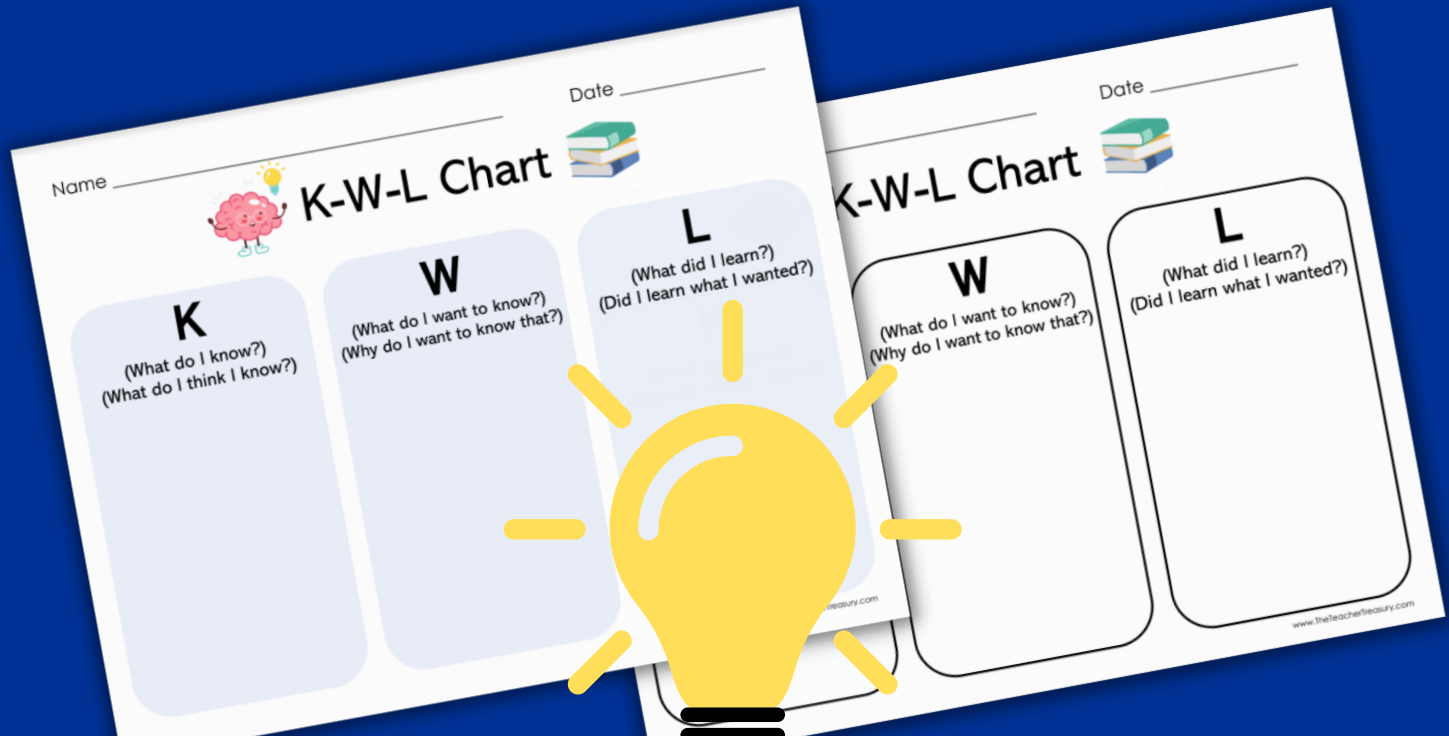 Name
Date
K-W-L Chart
K
(What do I know?)
(What do I think I know?)
W
(What do I want to know?)
(Why do I want to know that?)
L
(What did I learn?)
(Did I learn what I wanted?)
Treasury.com
Date
K-W-L Chart
W
(What do I want to know?)
(Why do I want to know that?)
L
(What did I learn?)
(Did I learn what I wanted?)
www.TheTeacherTreasury.com